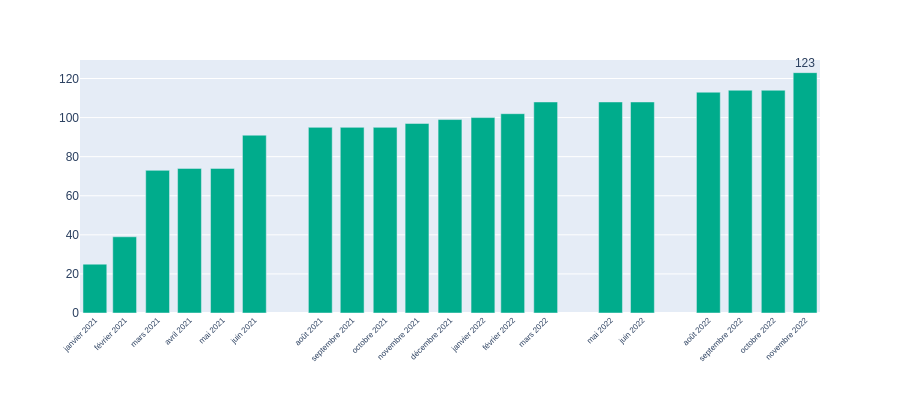 123
120
100
80
60
40
20
0
janvier 2021
février 2021
mars 2021
avril 2021
mai 2021
juin 2021
août 2021
septembre 2021
octobre 2021
novembre 2021
décembre 2021
janvier 2022
février 2022
mars 2022
mai 2022
juin 2022
août 2022
septembre 2022
octobre 2022
novembre 2022